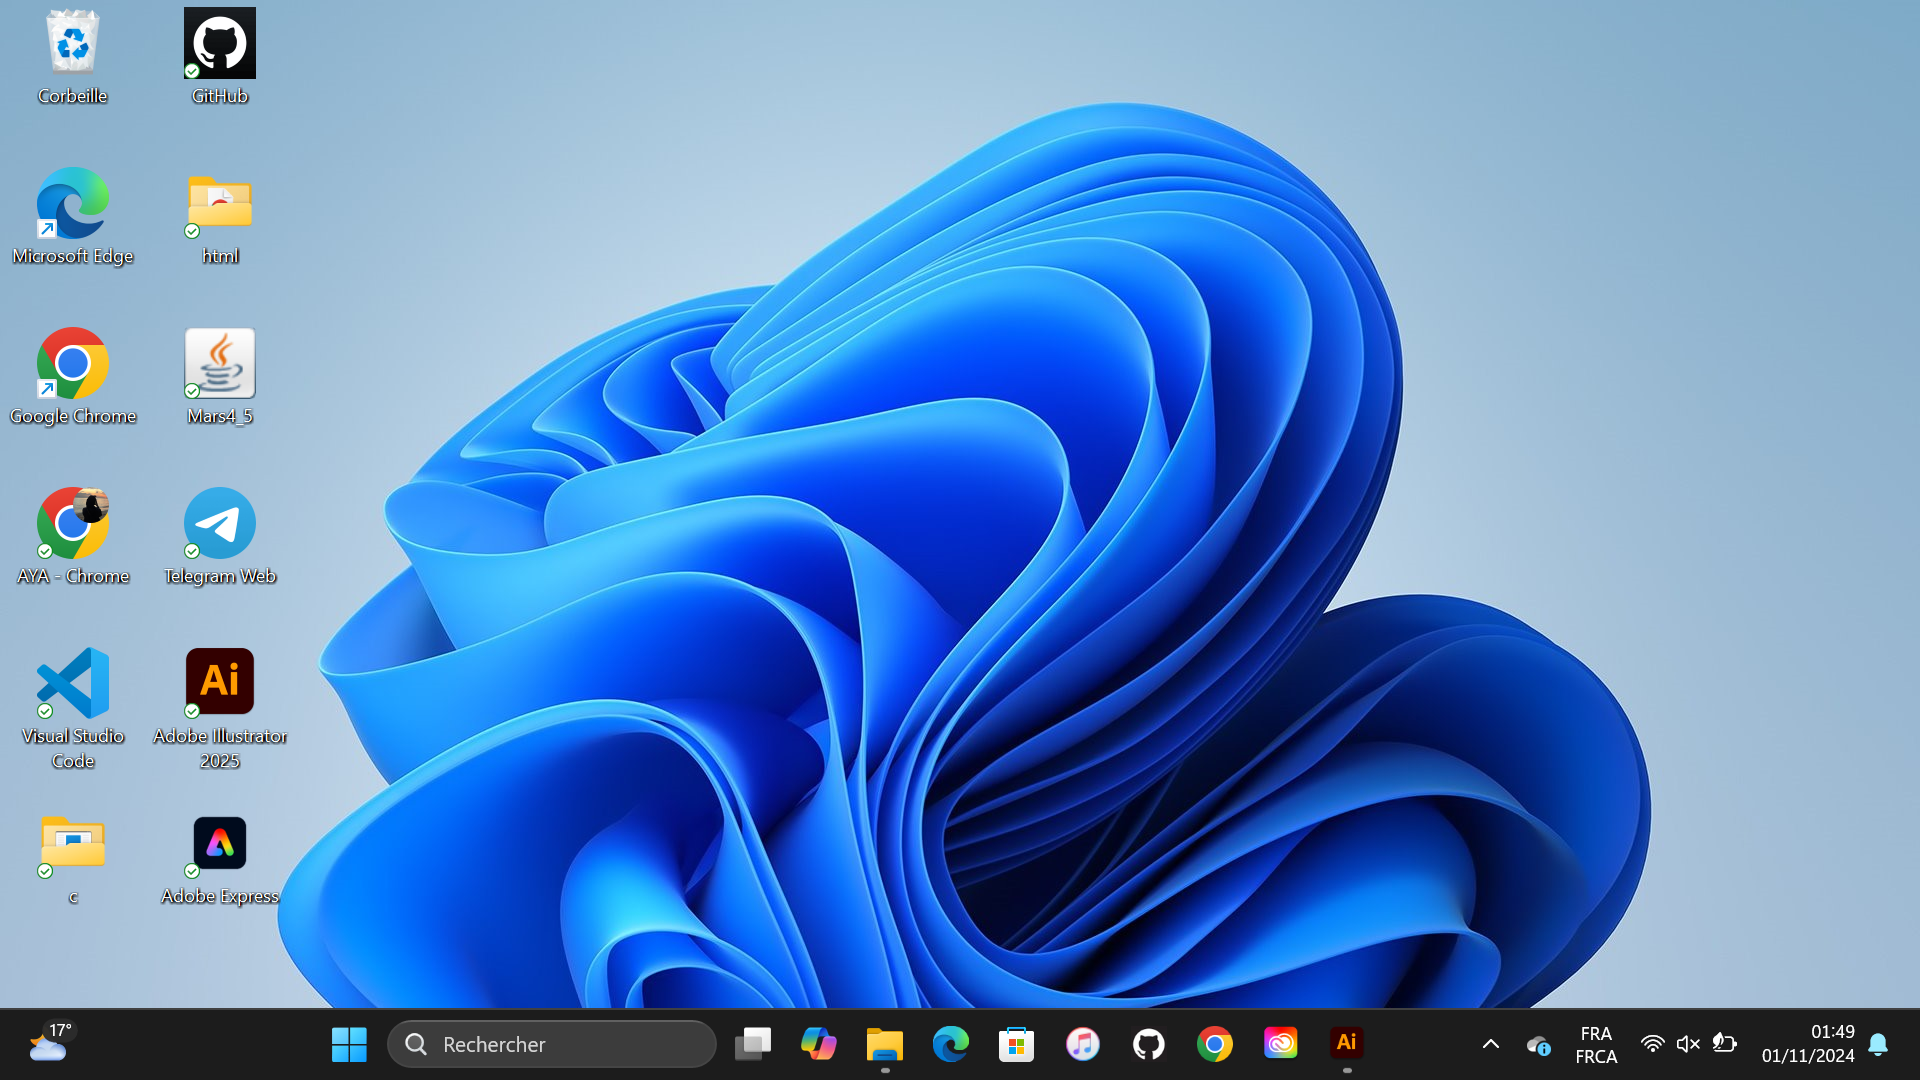 Corbeille
GitHub
Microsoft Edge
html
Google Chrome
Mars4_5
AYA - Chrome
Telegram Web
Visual Studio
Code
Ai
Adobe Illustrator
2025
c
Adobe Express
17°
Rechercher
Ai
FRA
FRCA
01:49
01/11/2024